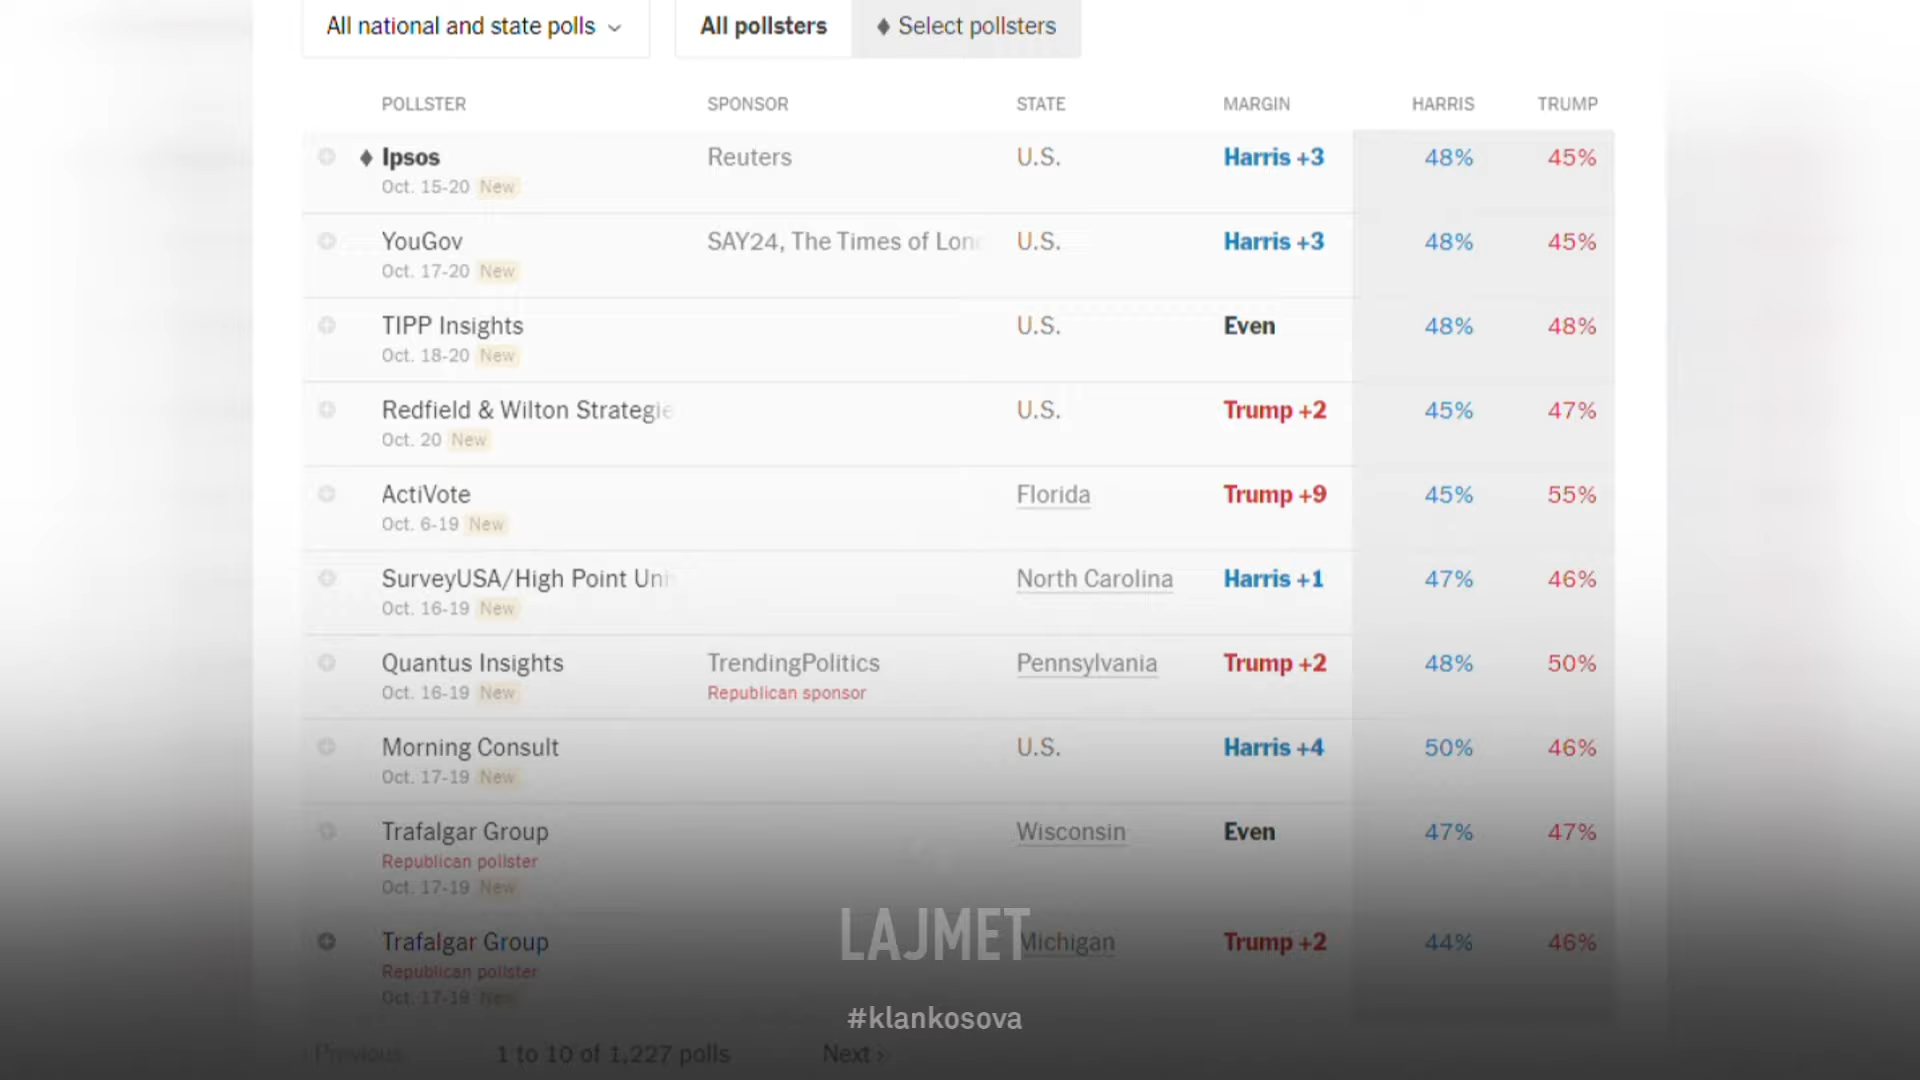 All national and state polls All pollsters Select pollsters
POLLSTER SPONSOR STATE MARGIN HARRIS TRUMP
Ipsos Reuters U.S. Harris +3 48% 45%
Oct. 15-20 New
YouGov SAY24, The Times of U.S. Harris +3 48% 45%
Oct. 17-20 New
TIPP Insights U.S. Even 48% 48%
Oct. 18-20 New
Redfield & Wilton Strategie U.S. Trump +2 45% 47%
Oct. 20 New
ActiVote Florida Trump +9 45% 55%
Oct. 6-19 New
SurveyUSA/High Point Uni North Carolina Harris +1 47% 46%
Oct. 16-19 New
Quantus Insights TrendingPolitics Pennsylvania Trump +2 48% 50%
Oct. 16-19 New Republican sponsor
Morning Consult U.S. Harris +4 50% 46%
Oct. 17-19 New
Trafalgar Group Wisconsin Even 47% 47%
Republican pollster
Oct. 17-19 New
Trafalgar Group Michigan Trump +2 44% 46%
Republican pollster
Oct. 17-19 New
LAJMET
#klankosova
Previous 1 to 10 of 1,227 polls Next ›